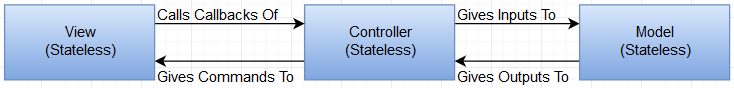 Calls Callbacks Of
Gives Inputs To
View
(Stateless)
Controller
(Stateless)
Model
(Stateless)
Gives Commands To
Gives Outputs To